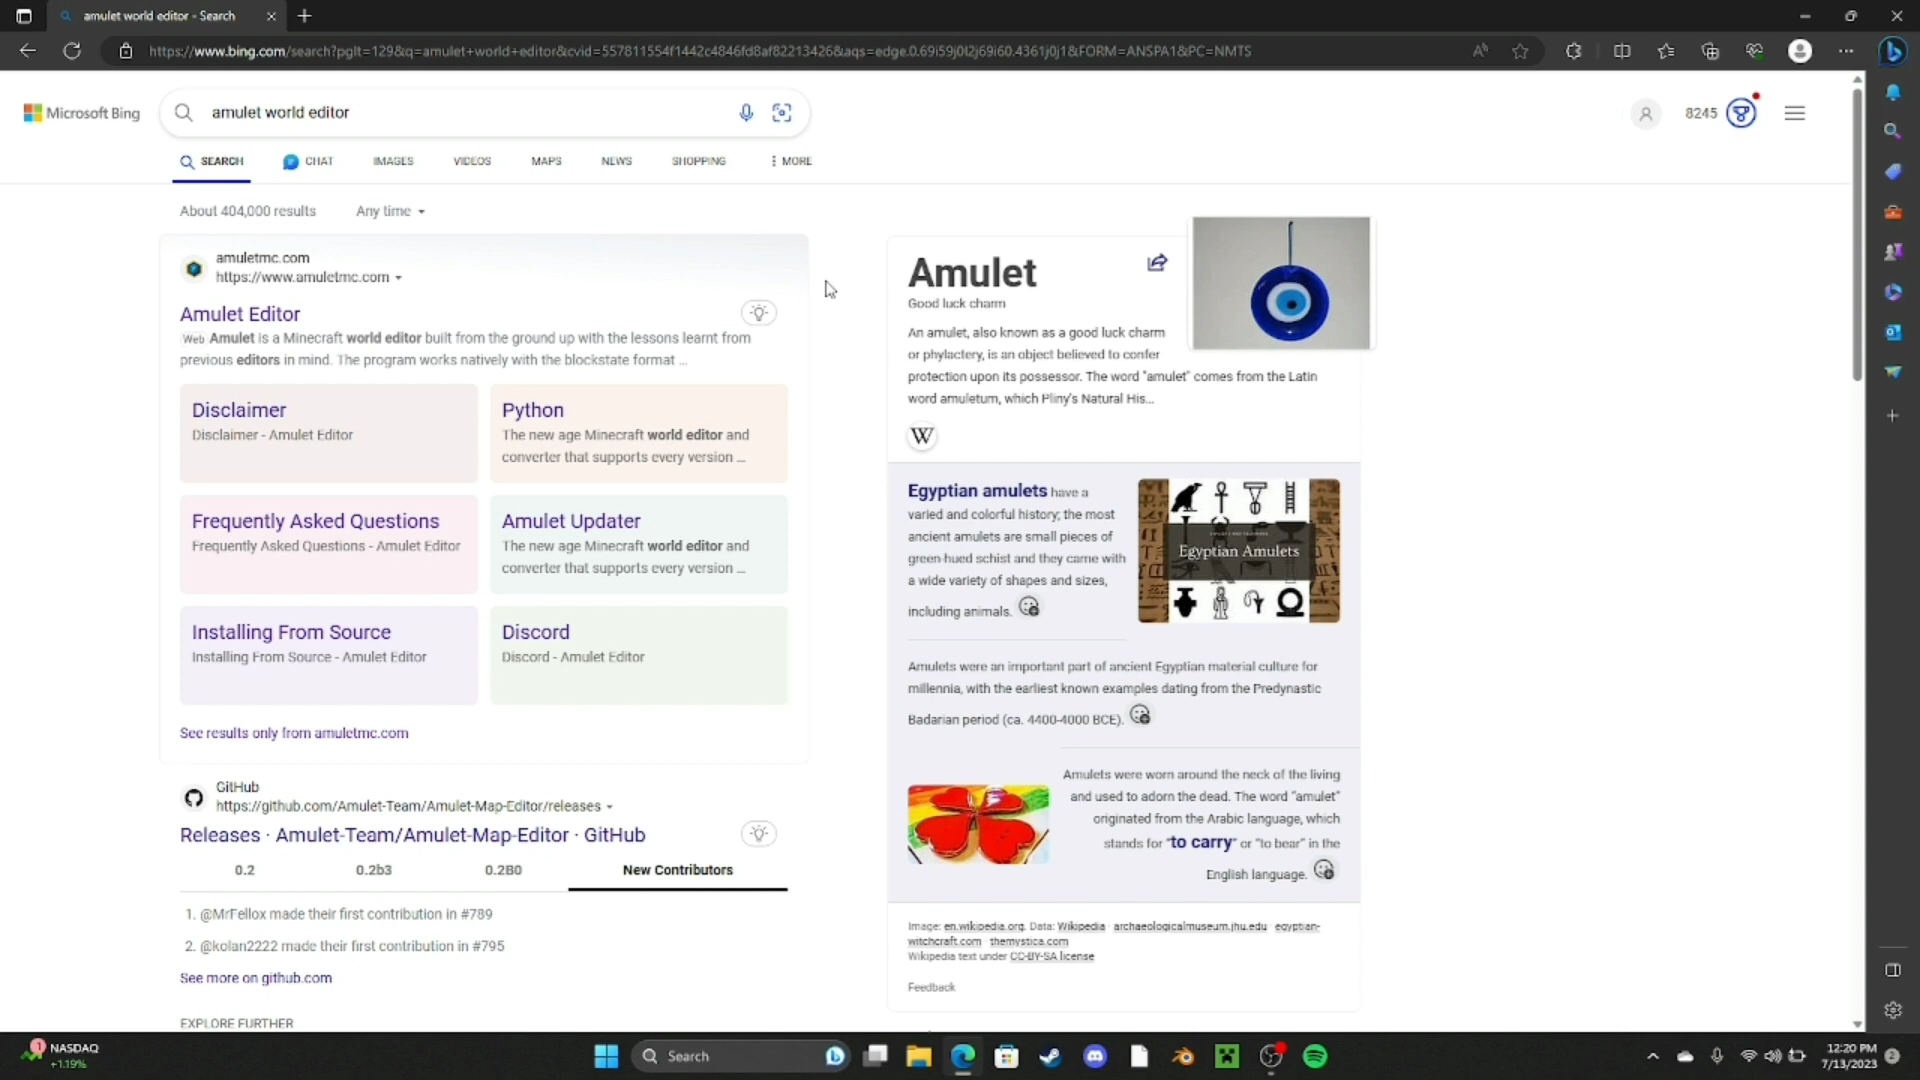 amulet world editor - Search
https://www.bing.com/search?pglt=129&q=amulet+world+editor&cvid=557811554f1442c4846fd8af82213426&aqs=edge.0.69i59j0l2j69i60.4361j0j1&FORM=ANSPA1&PC=NMTS
Microsoft Bing
amulet world editor
8245
SEARCH CHAT IMAGES VIDEOS MAPS NEWS SHOPPING MORE
About 404,000 results Any time
amuletmc.com
https://www.amuletmc.com
Amulet Editor
Web Amulet is a Minecraft world editor built from the ground up with the lessons learnt from
previous editors in mind. The program works natively with the blockstate format ...
Disclaimer
Disclaimer - Amulet Editor
Python
The new age Minecraft world editor and
converter that supports every version ...
Frequently Asked Questions
Frequently Asked Questions - Amulet Editor
Amulet Updater
The new age Minecraft world editor and
converter that supports every version ...
Installing From Source
Installing From Source - Amulet Editor
Discord
Discord - Amulet Editor
See results only from amuletmc.com
GitHub
https://github.com/Amulet-Team/Amulet-Map-Editor/releases
Releases · Amulet-Team/Amulet-Map-Editor · GitHub
0.2 0.2b3 0.2B0 New Contributors
1. @MrFellox made their first contribution in #789
2. @kolan2222 made their first contribution in #795
See more on github.com
EXPLORE FURTHER
Amulet
Good luck charm
An amulet, also known as a good luck charm
or phylactery, is an object believed to confer
protection upon its possessor. The word "amulet" comes from the Latin
word amuletum, which Pliny's Natural His...
W
Egyptian amulets have a
varied and colorful history; the most
ancient amulets are small pieces of
green-hued schist and they came with
a wide variety of shapes and sizes,
including animals.
Egyptian Amulets
Amulets were an important part of ancient Egyptian material culture for
millennia, with the earliest known examples dating from the Predynastic
Badarian period (ca. 4400-4000 BCE).
Amulets were worn around the neck of the living
and used to adorn the dead. The word "amulet"
originated from the Arabic language, which
stands for "to carry" or "to bear" in the
English language.
Image: en.wikipedia.org. Data: Wikipedia · archaeologicalmuseum.jhu.edu · egyptian-
witchcraft.com · themystica.com
Wikipedia text under CC-BY-SA license
Feedback
1
NASDAQ
+1.19%
Search
12:20 PM
7/13/2023
2